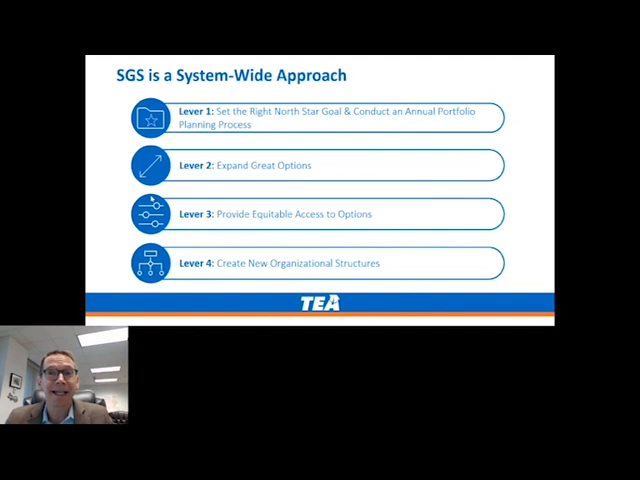 SGS is a System-Wide Approach
Lever 1: Set the Right North Star Goal & Conduct an Annual Portfolio
Planning Process
Lever 2: Expand Great Options
Lever 3: Provide Equitable Access to Options
Lever 4: Create New Organizational Structures
TEA